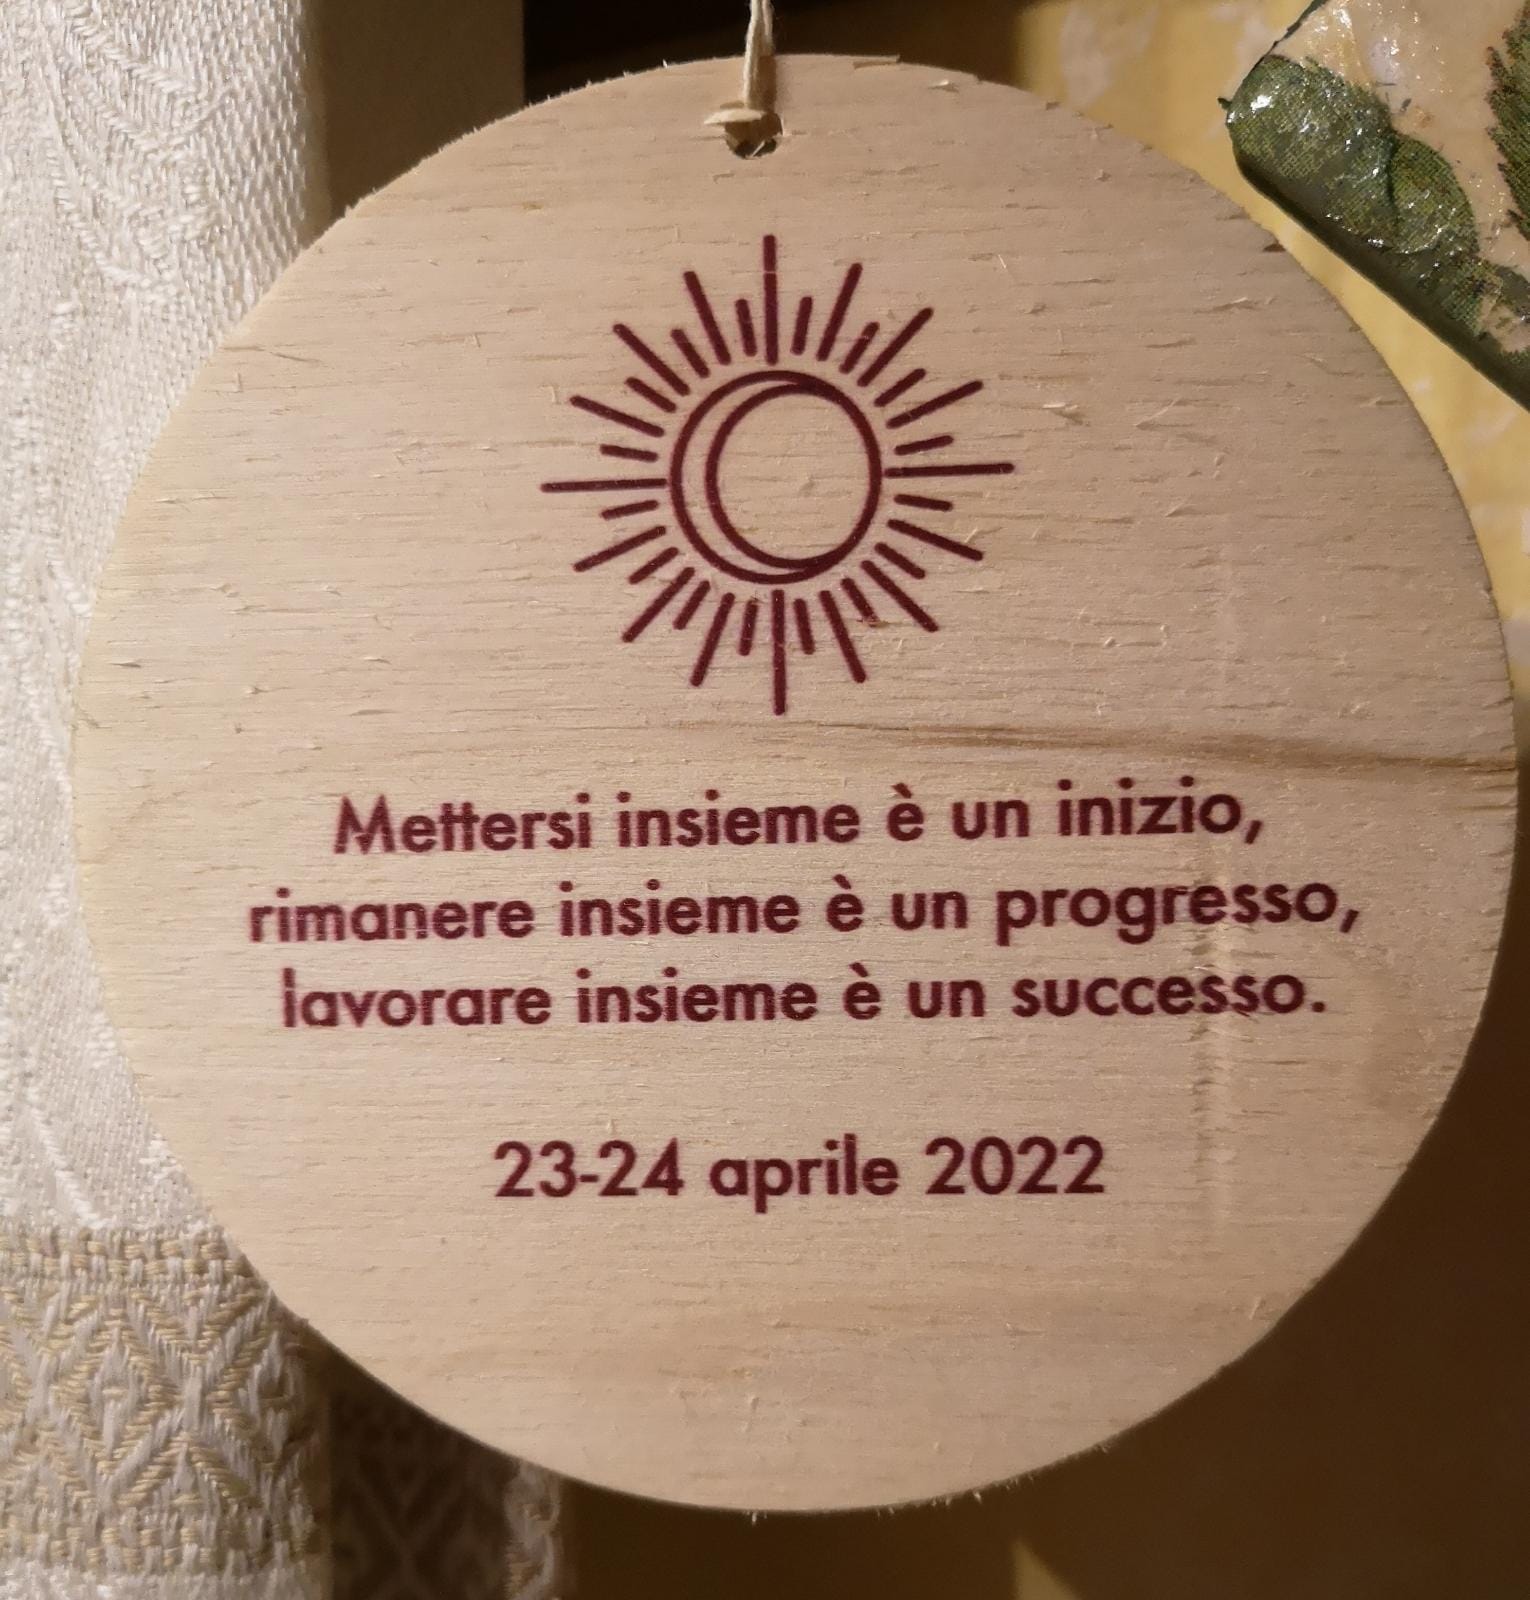 Mettersi insieme è un inizio,
rimanere insieme è un progresso,
lavorare insieme è un successo.
23-24 aprile 2022